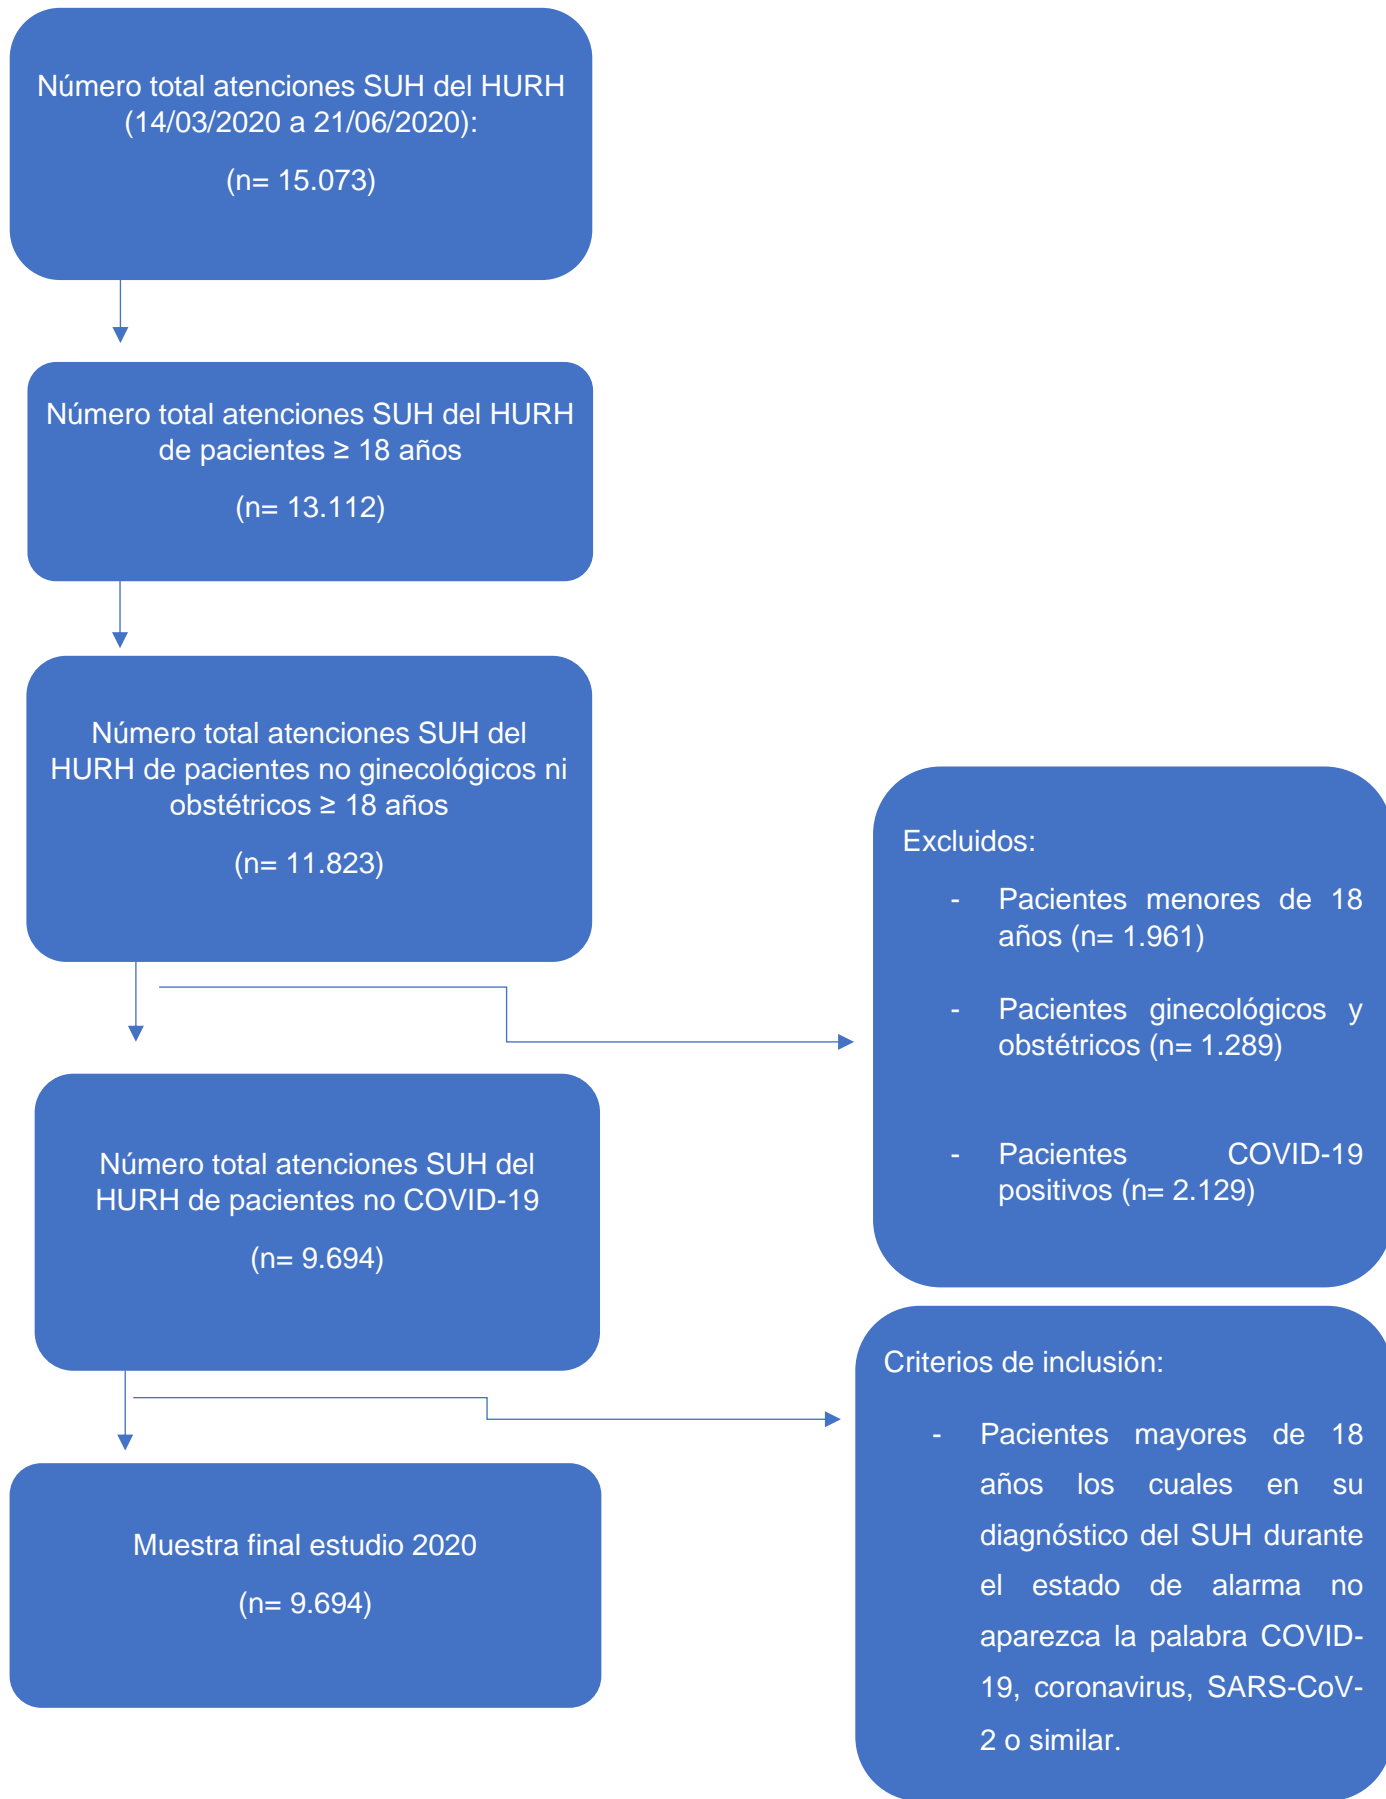 Número total atenciones SUH del HURH
(14/03/2020 a 21/06/2020):
(n= 15.073)
Número total atenciones SUH del HURH
de pacientes ≥ 18 años
(n= 13.112)
Número total atenciones SUH del
HURH de pacientes no ginecológicos ni
obstétricos ≥ 18 años
(n= 11.823)
Excluidos:
- Pacientes menores de 18
años (n= 1.961)
- Pacientes ginecológicos y
obstétricos (n= 1.289)
- Pacientes COVID-19
positivos (n= 2.129)
Número total atenciones SUH del
HURH de pacientes no COVID-19
(n= 9.694)
Criterios de inclusión:
- Pacientes mayores de 18
años los cuales en su
diagnóstico del SUH durante
el estado de alarma no
aparezca la palabra COVID-
19, coronavirus, SARS-CoV-
2 o similar.
Muestra final estudio 2020
(n= 9.694)